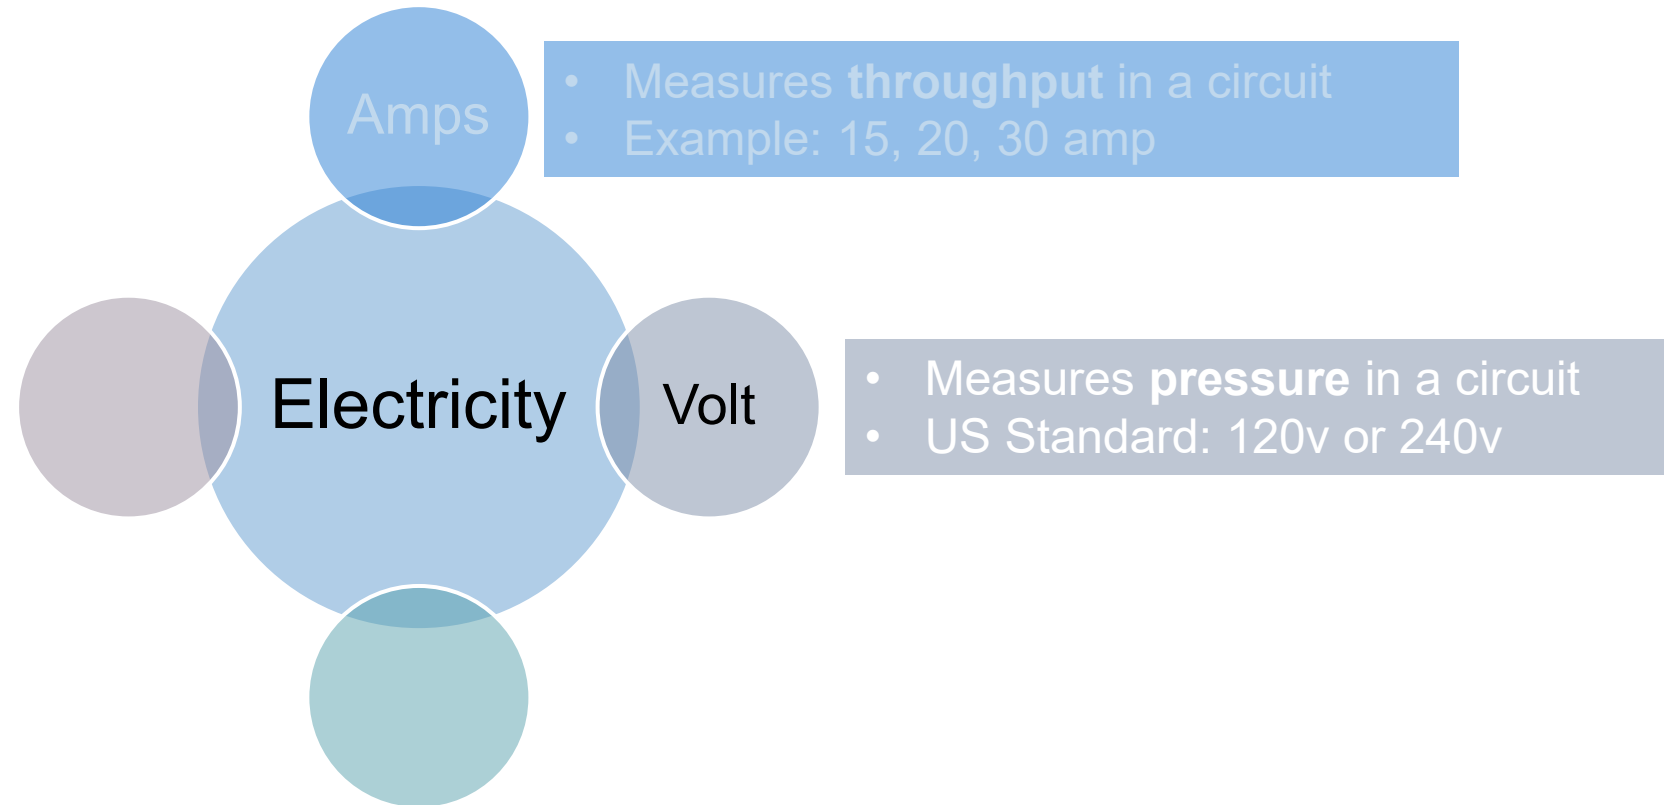 Amps
• Measures throughput in a circuit
• Example: 15, 20, 30 amp
Electricity
Volt
• Measures pressure in a circuit
• US Standard: 120v or 240v